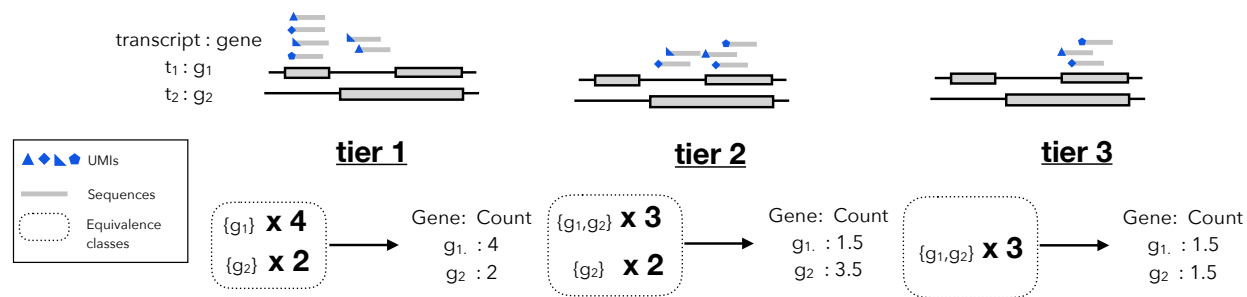 transcript : gene
t1 : g1
t2 : g2
tier 1
tier 2
tier 3
UMIs
Sequences
Equivalence
classes
{g1} x 4
{g2} x 2
Gene: Count
g1. : 4
g2 : 2
{g1,g2} x 3
{g2} x 2
Gene: Count
g1. : 1.5
g2 : 3.5
{g1,g2} x 3
Gene: Count
g1. : 1.5
g2 : 1.5